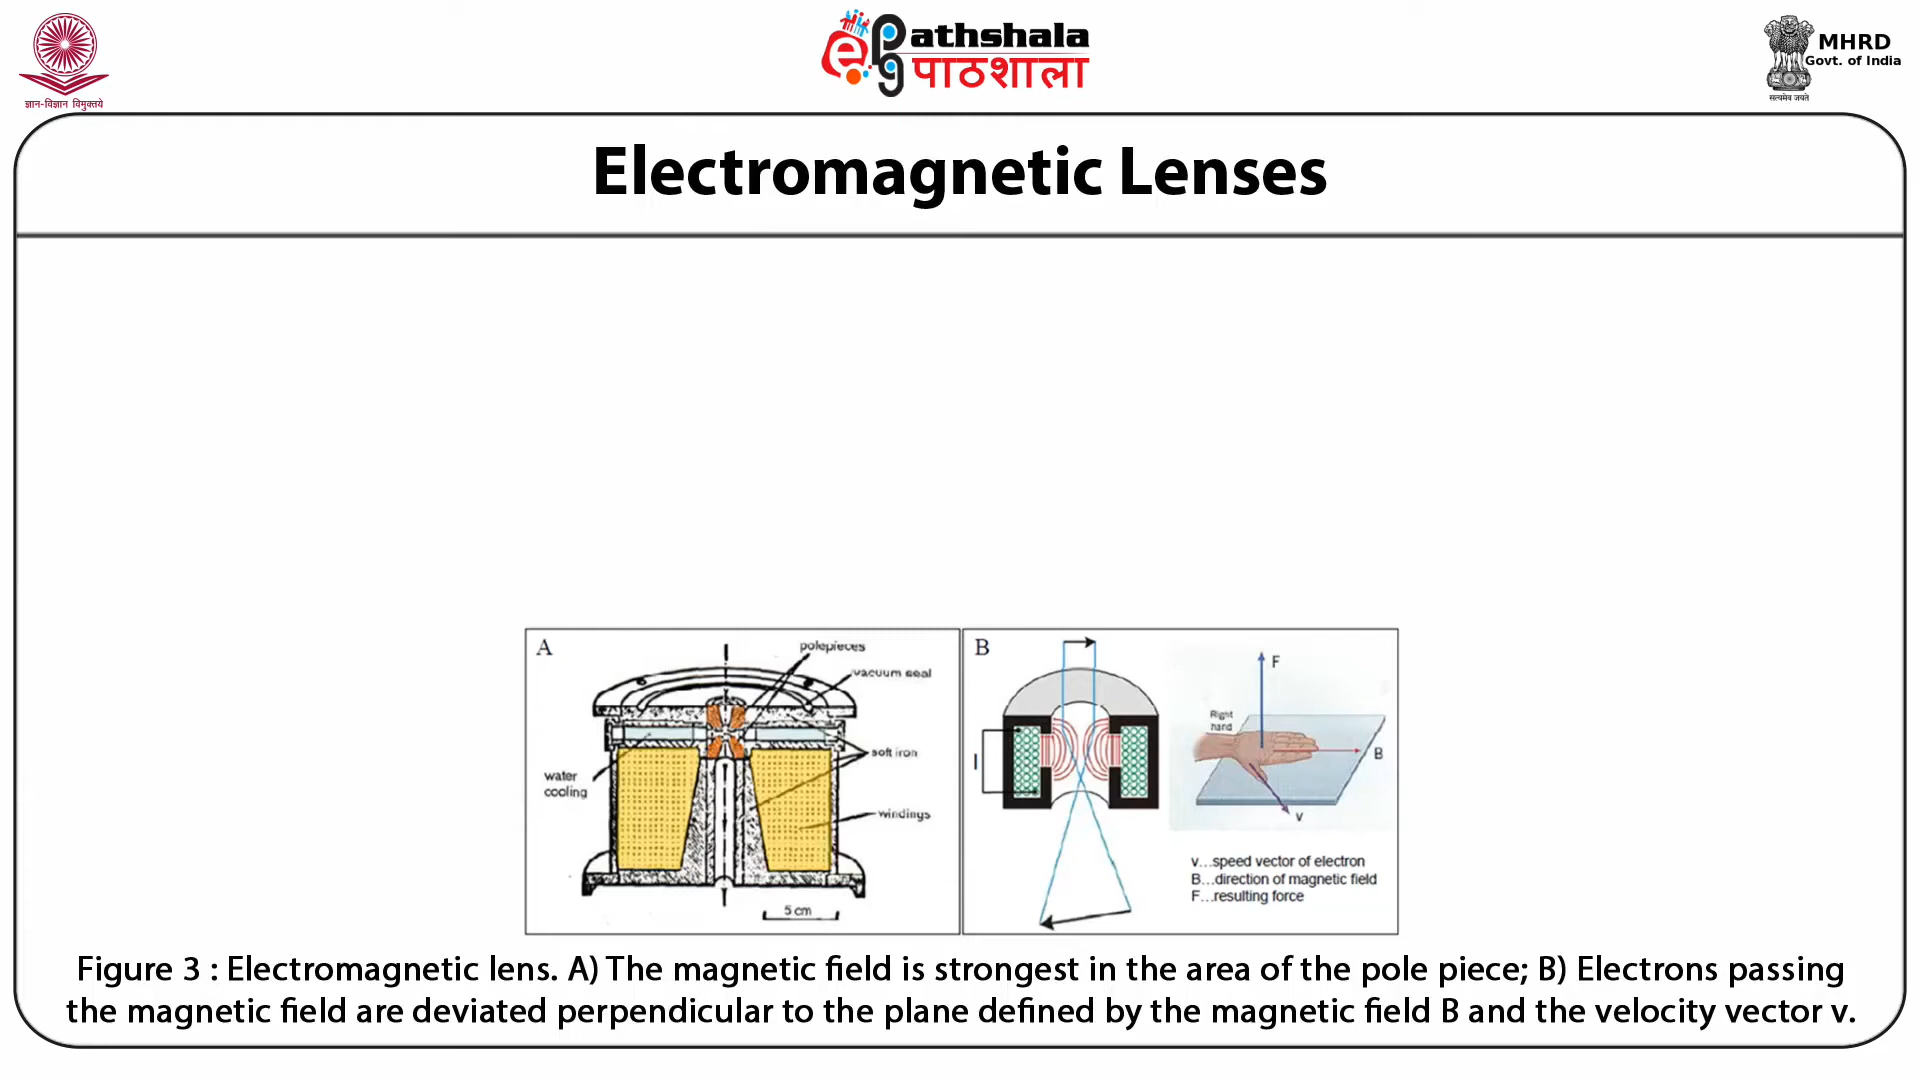 ज्ञान-विज्ञान विमुक्तये
e PG
athshala
पाठशाला
MHRD
Govt. of India
सत्यमेव जयते
Electromagnetic Lenses
A
polepieces
vacuum seal
soft iron
water
cooling
windings
5 cm
B
I
F
Right
hand
B
v
v...speed vector of electron
B...direction of magnetic field
F...resulting force
Figure 3 : Electromagnetic lens. A) The magnetic field is strongest in the area of the pole piece; B) Electrons passing
the magnetic field are deviated perpendicular to the plane defined by the magnetic field B and the velocity vector v.